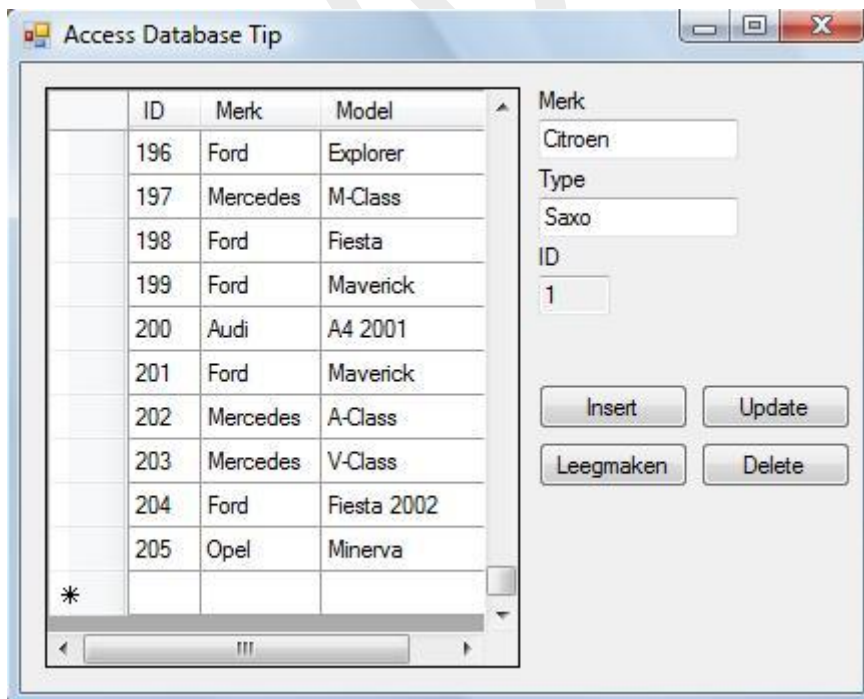 Access Database Tip
ID Merk Model
196 Ford Explorer
197 Mercedes M-Class
198 Ford Fiesta
199 Ford Maverick
200 Audi A4 2001
201 Ford Maverick
202 Mercedes A-Class
203 Mercedes V-Class
204 Ford Fiesta 2002
205 Opel Minerva
Merk
Citroen
Type
Saxo
ID
1
Insert Update
Leegmaken Delete